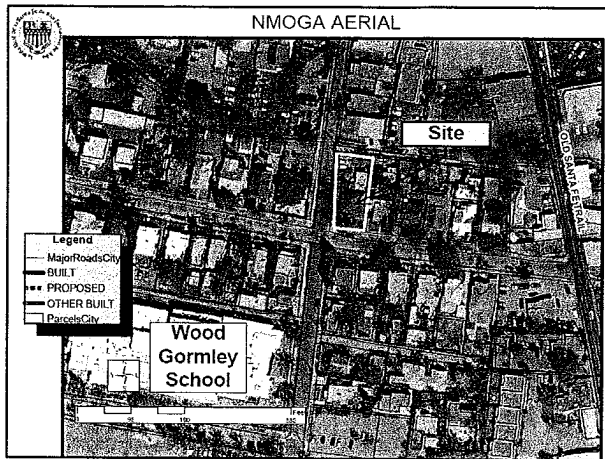 NMOGA AERIAL
Site
OLD SANTA FE TRAIL
Legend
MajorRoadsCity
BUILT
PROPOSED
OTHER BUILT
ParcelsCity
Wood
Gormley
School
Feet